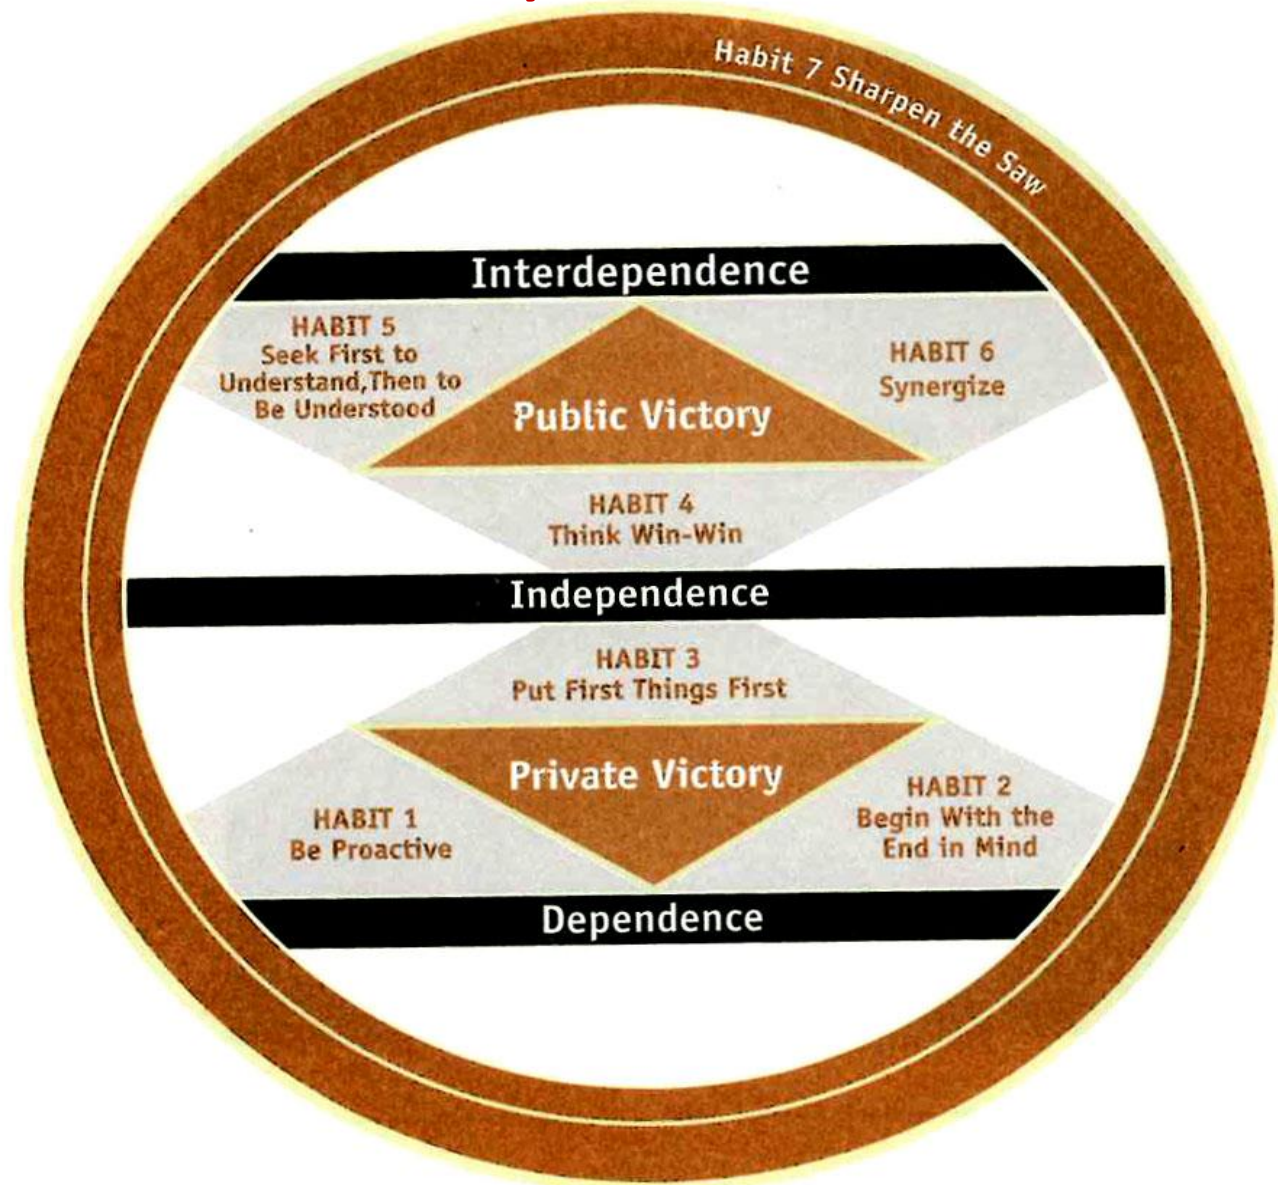 Habit 7 Sharpen the Saw
Interdependence
HABIT 5
Seek First to
Understand,Then to
Be Understood
HABIT 6
Synergize
Public Victory
HABIT 4
Think Win-Win
Independence
HABIT 3
Put First Things First
Private Victory
HABIT 1
Be Proactive
HABIT 2
Begin With the
End in Mind
Dependence